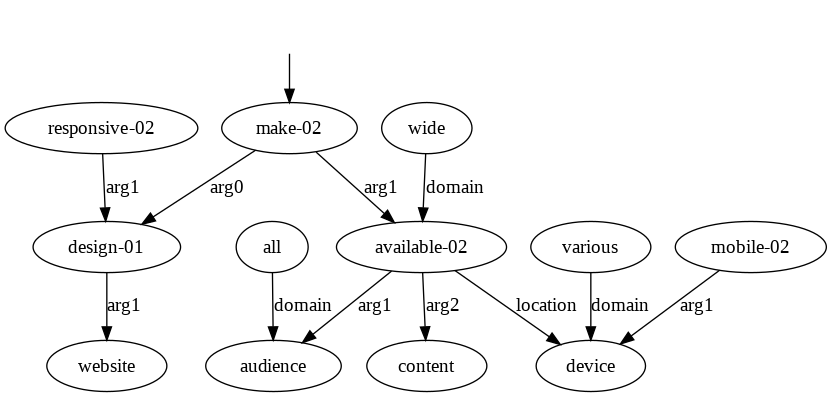 responsive-02
make-02
wide
arg1
arg0
arg1
domain
design-01
all
available-02
various
mobile-02
arg1
domain
arg1
arg2
location
domain
arg1
website
audience
content
device